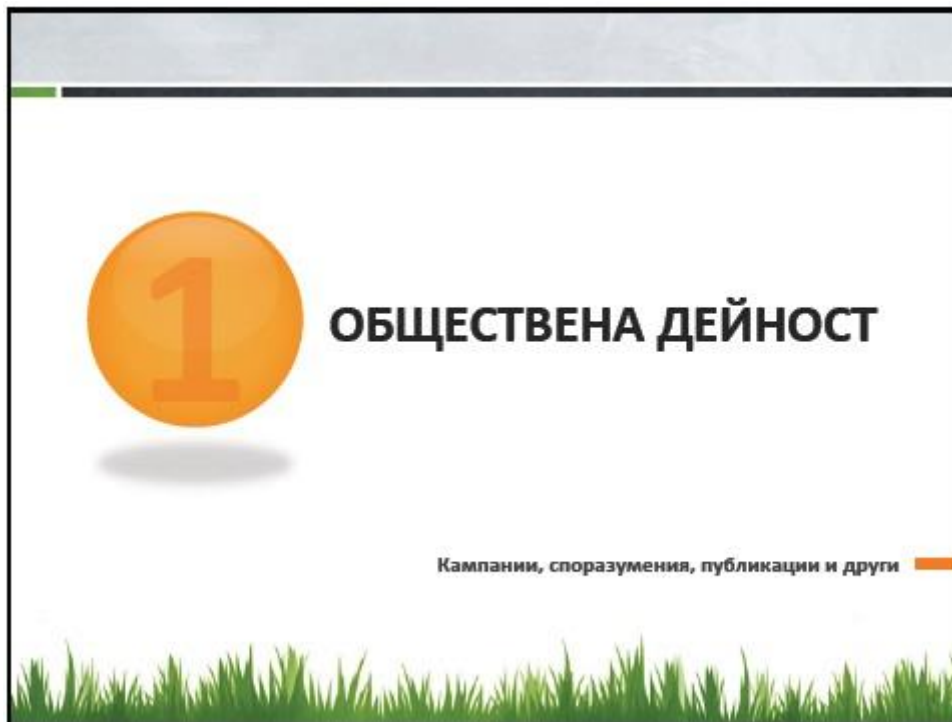 1
ОБЩЕСТВЕНА ДЕЙНОСТ
Кампании, споразумения, публикации и други